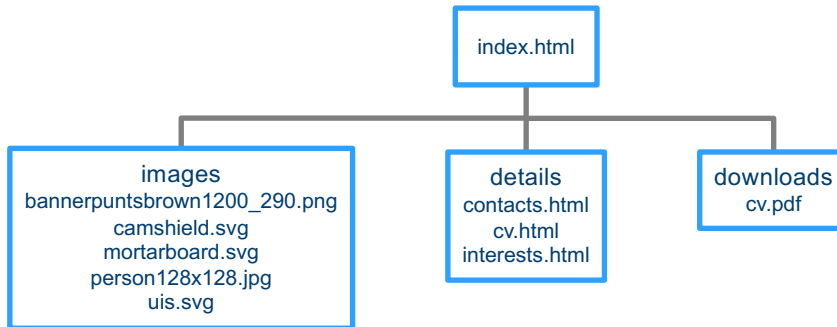 index.html
images
bannerpuntsbrown1200_290.png
camshield.svg
mortarboard.svg
person128x128.jpg
uis.svg
details
contacts.html
cv.html
interests.html
downloads
cv.pdf